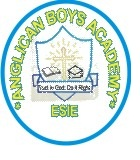 *ANGLICAN BOYS ACADEMY*
Trust in God: Do it Right
ESIE